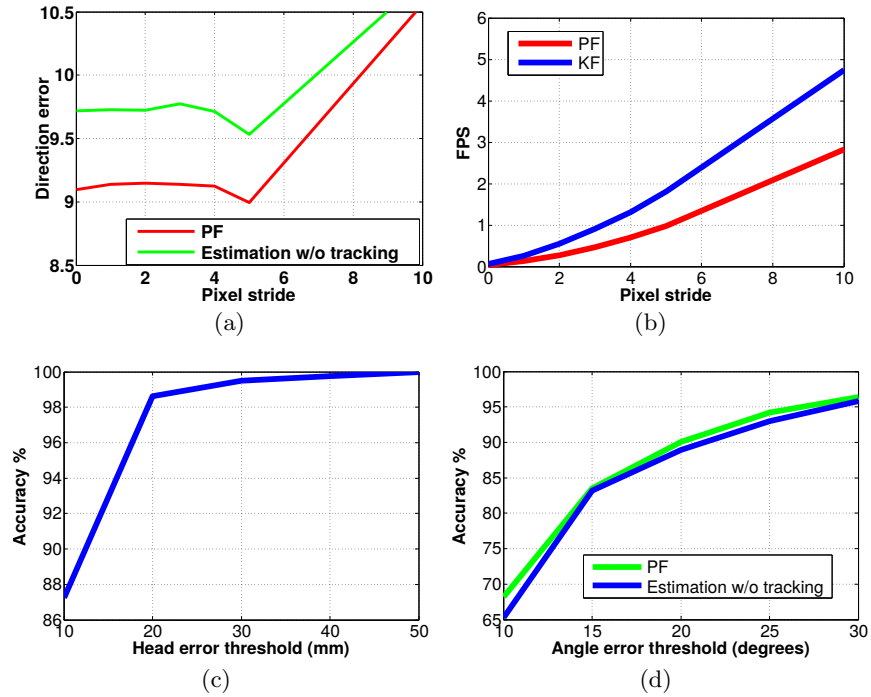 10.5
10
9.5
9
8.5
Direction error
PF
Estimation w/o tracking
0 2 4 6 8 10
Pixel stride
(a)
6
5
4
3
2
1
0
FPS
PF
KF
0 2 4 6 8 10
Pixel stride
(b)
100
98
96
94
92
90
88
86
Accuracy %
10 20 30 40 50
Head error threshold (mm)
(c)
100
95
90
85
80
75
70
65
Accuracy %
PF
Estimation w/o tracking
10 15 20 25 30
Angle error threshold (degrees)
(d)